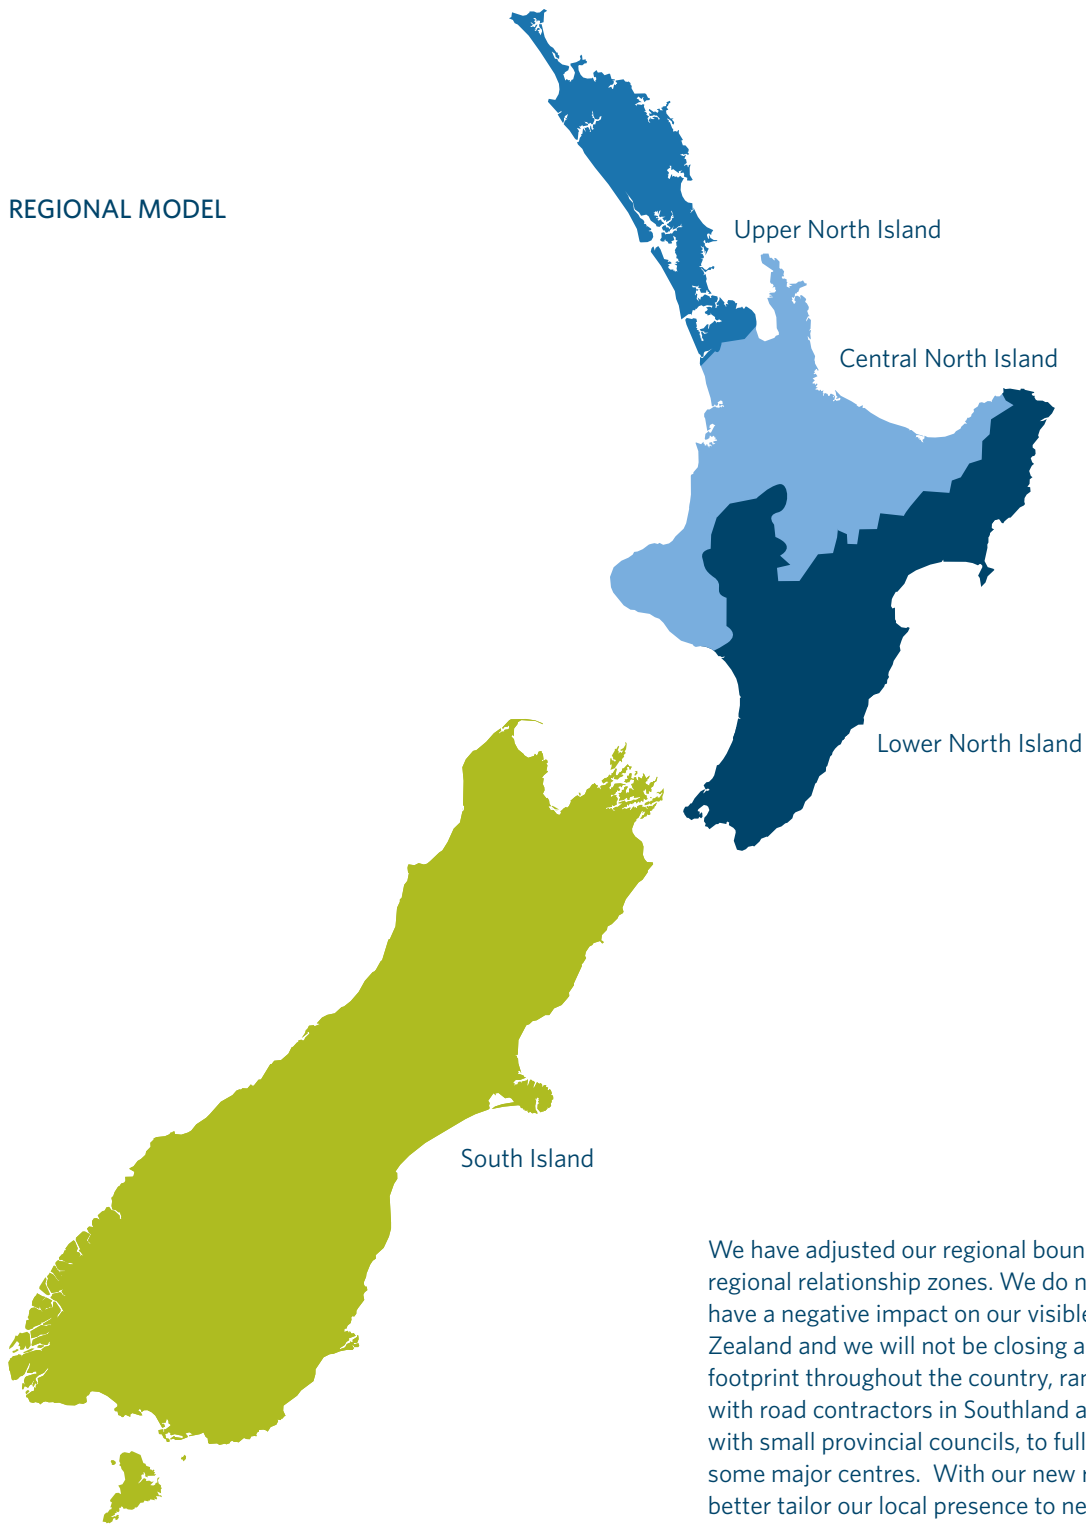 REGIONAL MODEL
Upper North Island
Central North Island
Lower North Island
South Island
We have adjusted our regional boun
regional relationship zones. We do n
have a negative impact on our visible
Zealand and we will not be closing a
footprint throughout the country, ran
with road contractors in Southland a
with small provincial councils, to full
some major centres.  With our new r
better tailor our local presence to ne